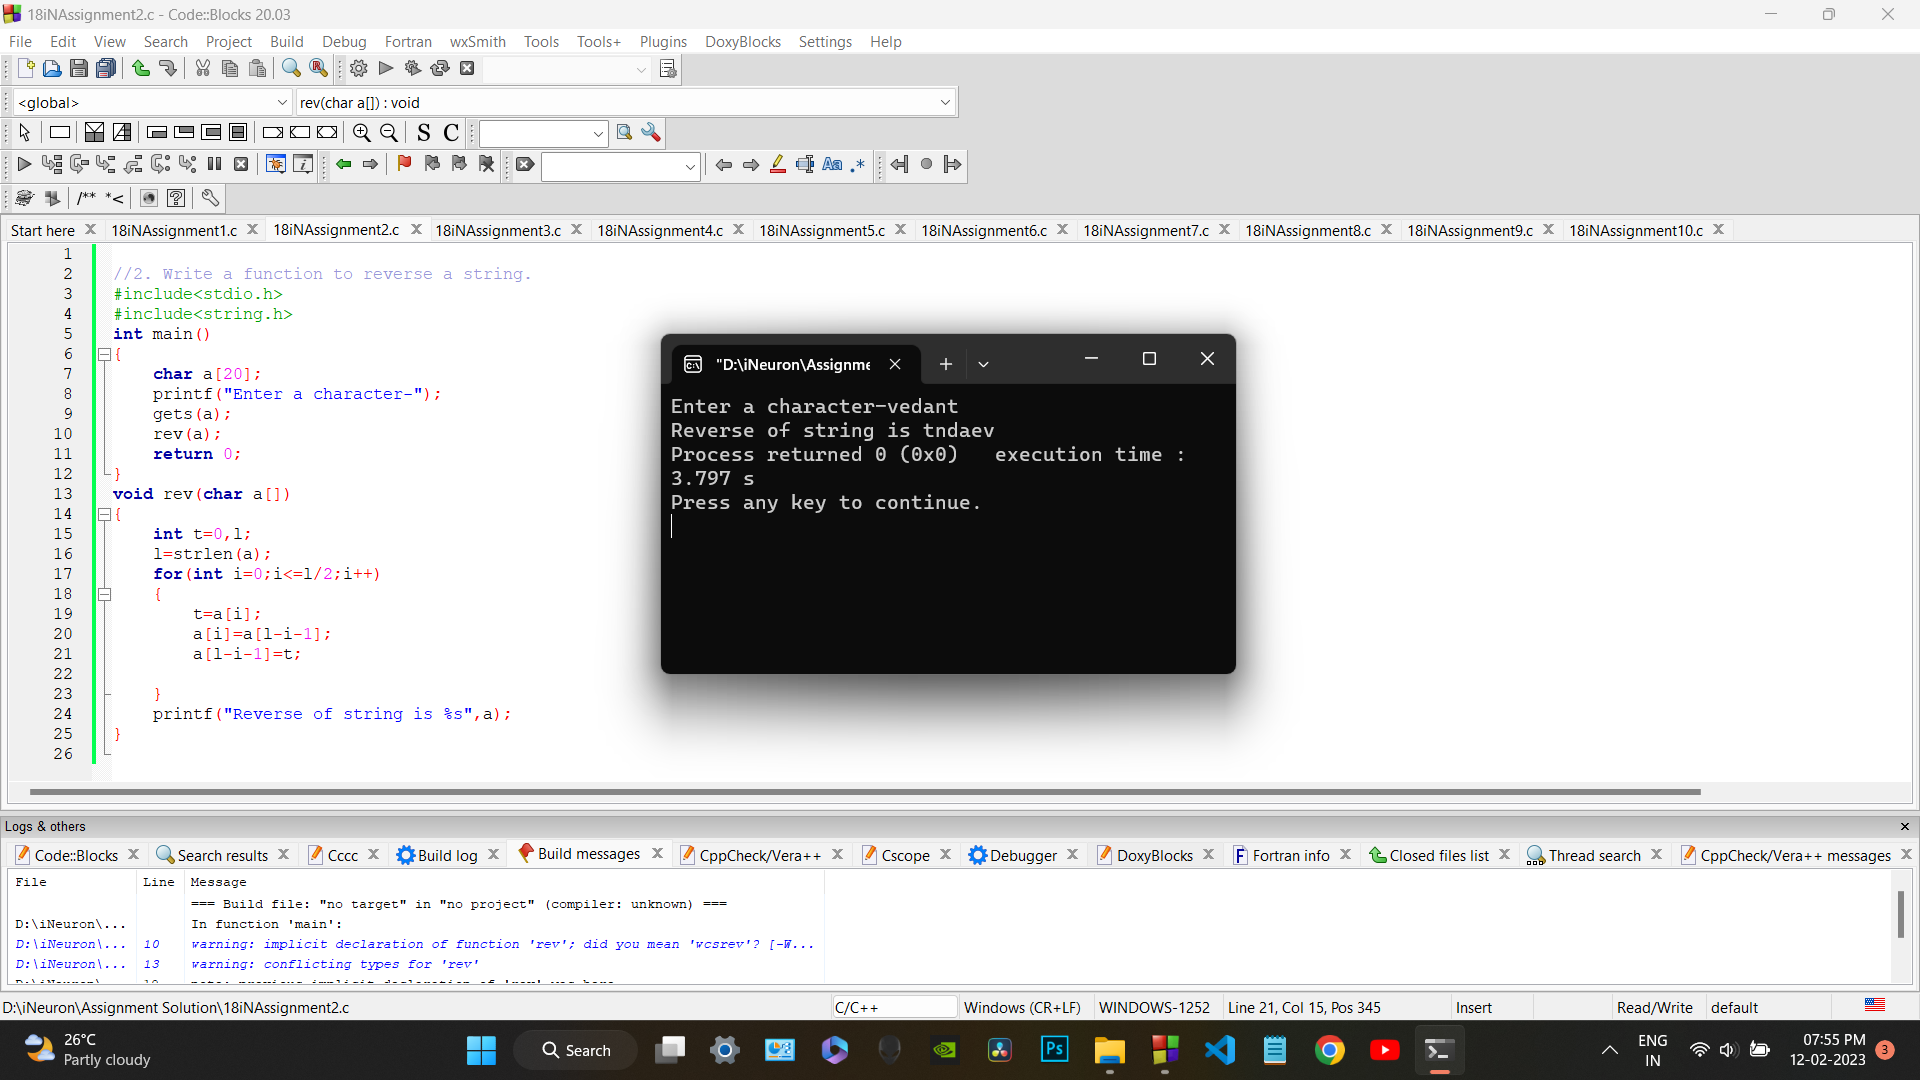 18iNAssignment2.c - Code::Blocks 20.03
File Edit View Search Project Build Debug Fortran wxSmith Tools Tools+ Plugins DoxyBlocks Settings Help
<global> rev(char a[]) : void
S C
/** *<
Start here 18iNAssignment1.c 18iNAssignment2.c 18iNAssignment3.c 18iNAssignment4.c 18iNAssignment5.c 18iNAssignment6.c 18iNAssignment7.c 18iNAssignment8.c 18iNAssignment9.c 18iNAssignment10.c
1
2 //2. Write a function to reverse a string.
3 #include<stdio.h>
4 #include<string.h>
5 int main()
6 {
7 char a[20];
8 printf("Enter a character-");
9 gets(a);
10 rev(a);
11 return 0;
12 }
13 void rev(char a[])
14 {
15 int t=0,l;
16 l=strlen(a);
17 for(int i=0;i<=l/2;i++)
18 {
19 t=a[i];
20 a[i]=a[l-i-1];
21 a[l-i-1]=t;
22
23 }
24 printf("Reverse of string is %s",a);
25 }
26
"D:\iNeuron\Assignme
Enter a character-vedant
Reverse of string is tndaev
Process returned 0 (0x0)   execution time :
3.797 s
Press any key to continue.
Logs & others
Code::Blocks Search results Cccc Build log Build messages CppCheck/Vera++ Cscope Debugger DoxyBlocks Fortran info Closed files list Thread search CppCheck/Vera++ messages
File Line Message
=== Build file: "no target" in "no project" (compiler: unknown) ===
D:\iNeuron\... In function 'main':
D:\iNeuron\... 10 warning: implicit declaration of function 'rev'; did you mean 'wcsrev'? [-W...
D:\iNeuron\... 13 warning: conflicting types for 'rev'
D:\iNeuron\Assignment Solution\18iNAssignment2.c C/C++ Windows (CR+LF) WINDOWS-1252 Line 21, Col 15, Pos 345 Insert Read/Write default
26°C
Partly cloudy
Search
Ps
ENG
IN
07:55 PM
12-02-2023
3